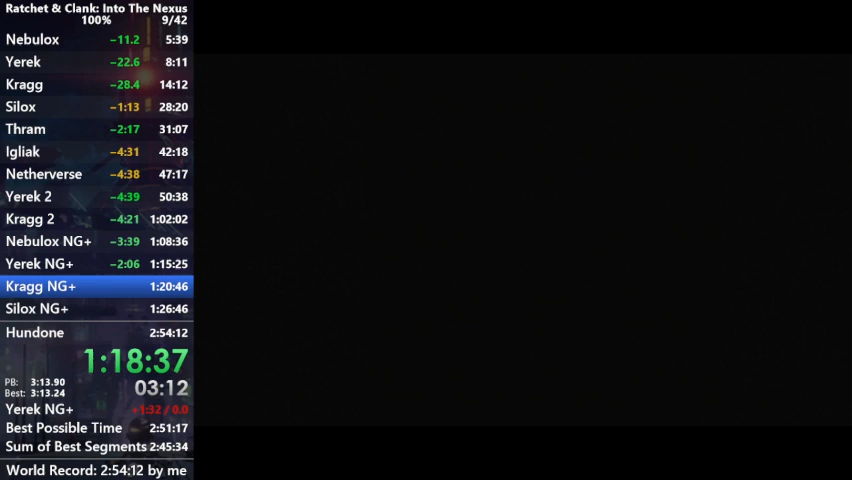 Ratchet & Clank: Into The Nexus
100% 9/42
Nebulox −11.2 5:39
Yerek −22.6 8:11
Kragg −28.4 14:12
Silox −1:13 28:20
Thram −2:17 31:07
Igliak −4:31 42:18
Netherverse −4:38 47:17
Yerek 2 −4:39 50:38
Kragg 2 −4:21 1:02:02
Nebulox NG+ −3:39 1:08:36
Yerek NG+ −2:06 1:15:25
Kragg NG+ 1:20:46
Silox NG+ 1:26:46
Hundone 2:54:12
1:18:37
PB: 3:13.90
Best: 3:13.24
03:12
Yerek NG+ +1:32 / 0.0
Best Possible Time 2:51:17
Sum of Best Segments 2:45:34
World Record: 2:54:12 by me